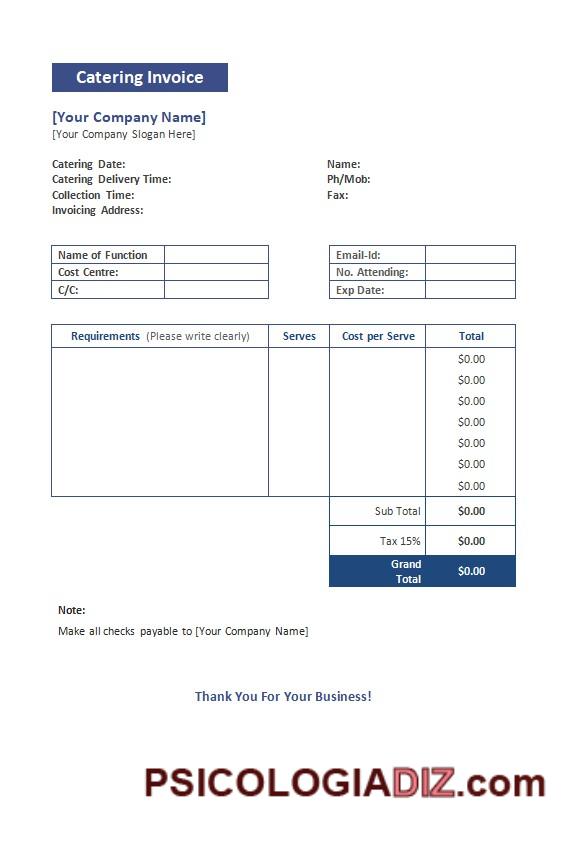 Catering Invoice
[Your Company Name]
[Your Company Slogan Here]
Catering Date:
Name:
Catering Delivery Time:
Ph/Mob:
Collection Time:
Fax:
Invoicing Address:
Name of Function
Email-Id:
Cost Centre:
No. Attending:
C/C:
Exp Date:
Requirements (Please write clearly) Serves Cost per Serve Total
$0.00
$0.00
$0.00
$0.00
$0.00
$0.00
$0.00
Sub Total $0.00
Tax 15% $0.00
Grand
Total $0.00
Note:
Make all checks payable to [Your Company Name]
Thank You For Your Business!
PSICOLOGIADIZ.com